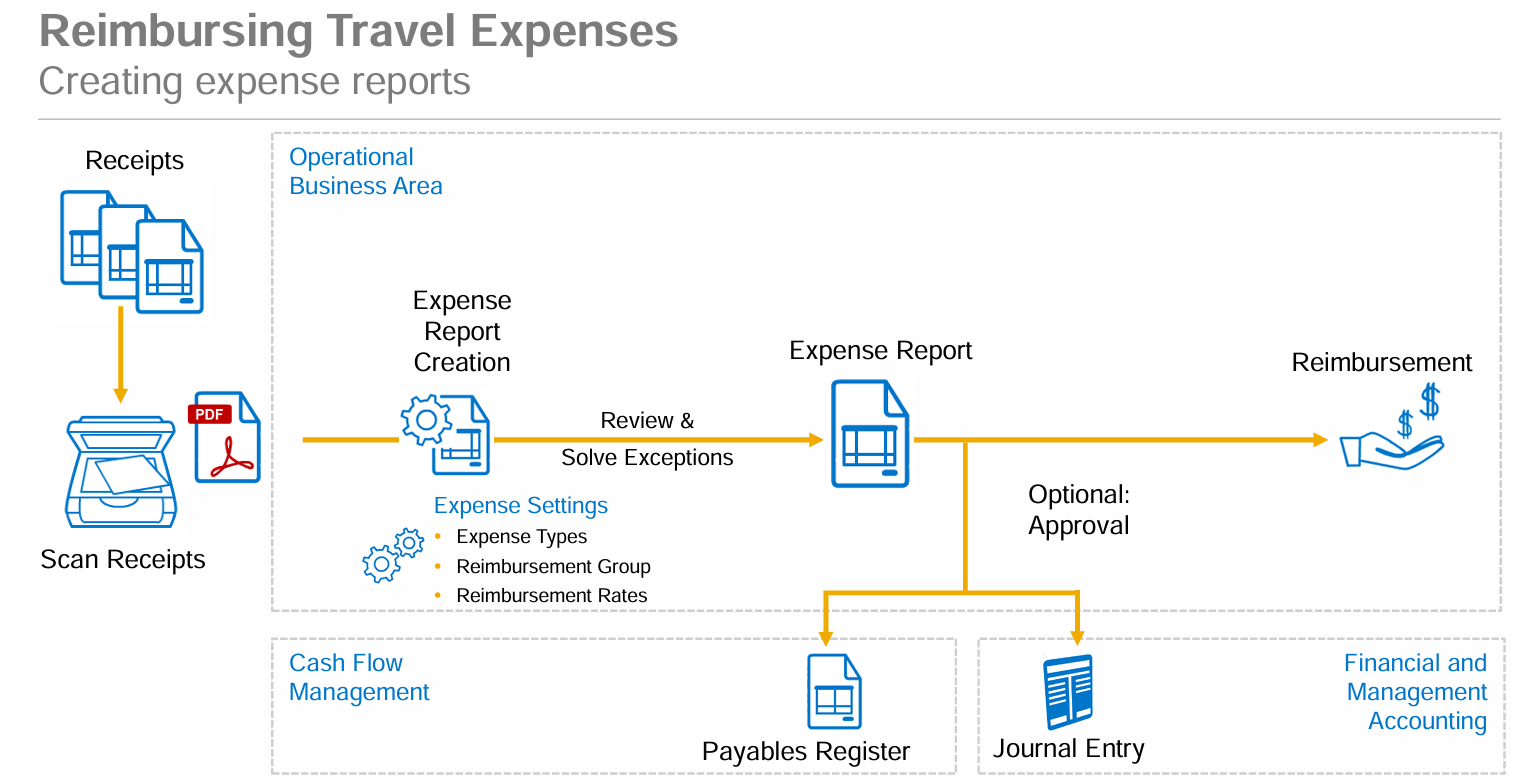 Reimbursing Travel Expenses
Creating expense reports
Receipts
Operational
Business Area
Expense
Report
Creation
Expense Report
Reimbursement
PDF
Review &
Solve Exceptions
Scan Receipts
Expense Settings
• Expense Types
• Reimbursement Group
• Reimbursement Rates
Optional:
Approval
Cash Flow
Management
Payables Register
Financial and
Management
Accounting
Journal Entry